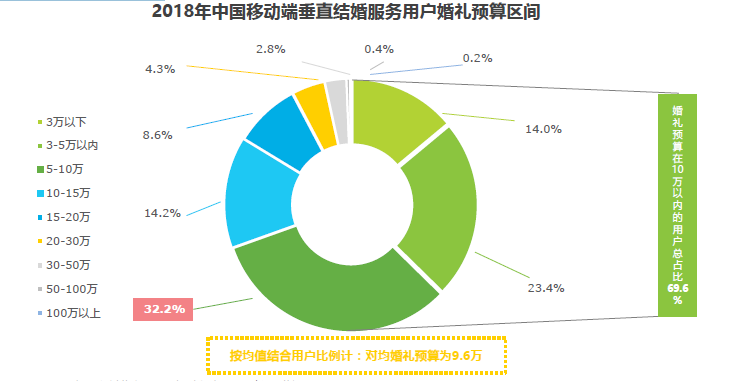 2018年中国移动端垂直结婚服务用户婚礼预算区间
2.8%
0.4%
0.2%
4.3%
8.6%
14.0%
14.2%
23.4%
32.2%
3万以下
3-5万以内
5-10万
10-15万
15-20万
20-30万
30-50万
50-100万
100万以上
婚礼预算在10万以内的用户总占比69.6%
按均值结合用户比例计：对均婚礼预算为9.6万